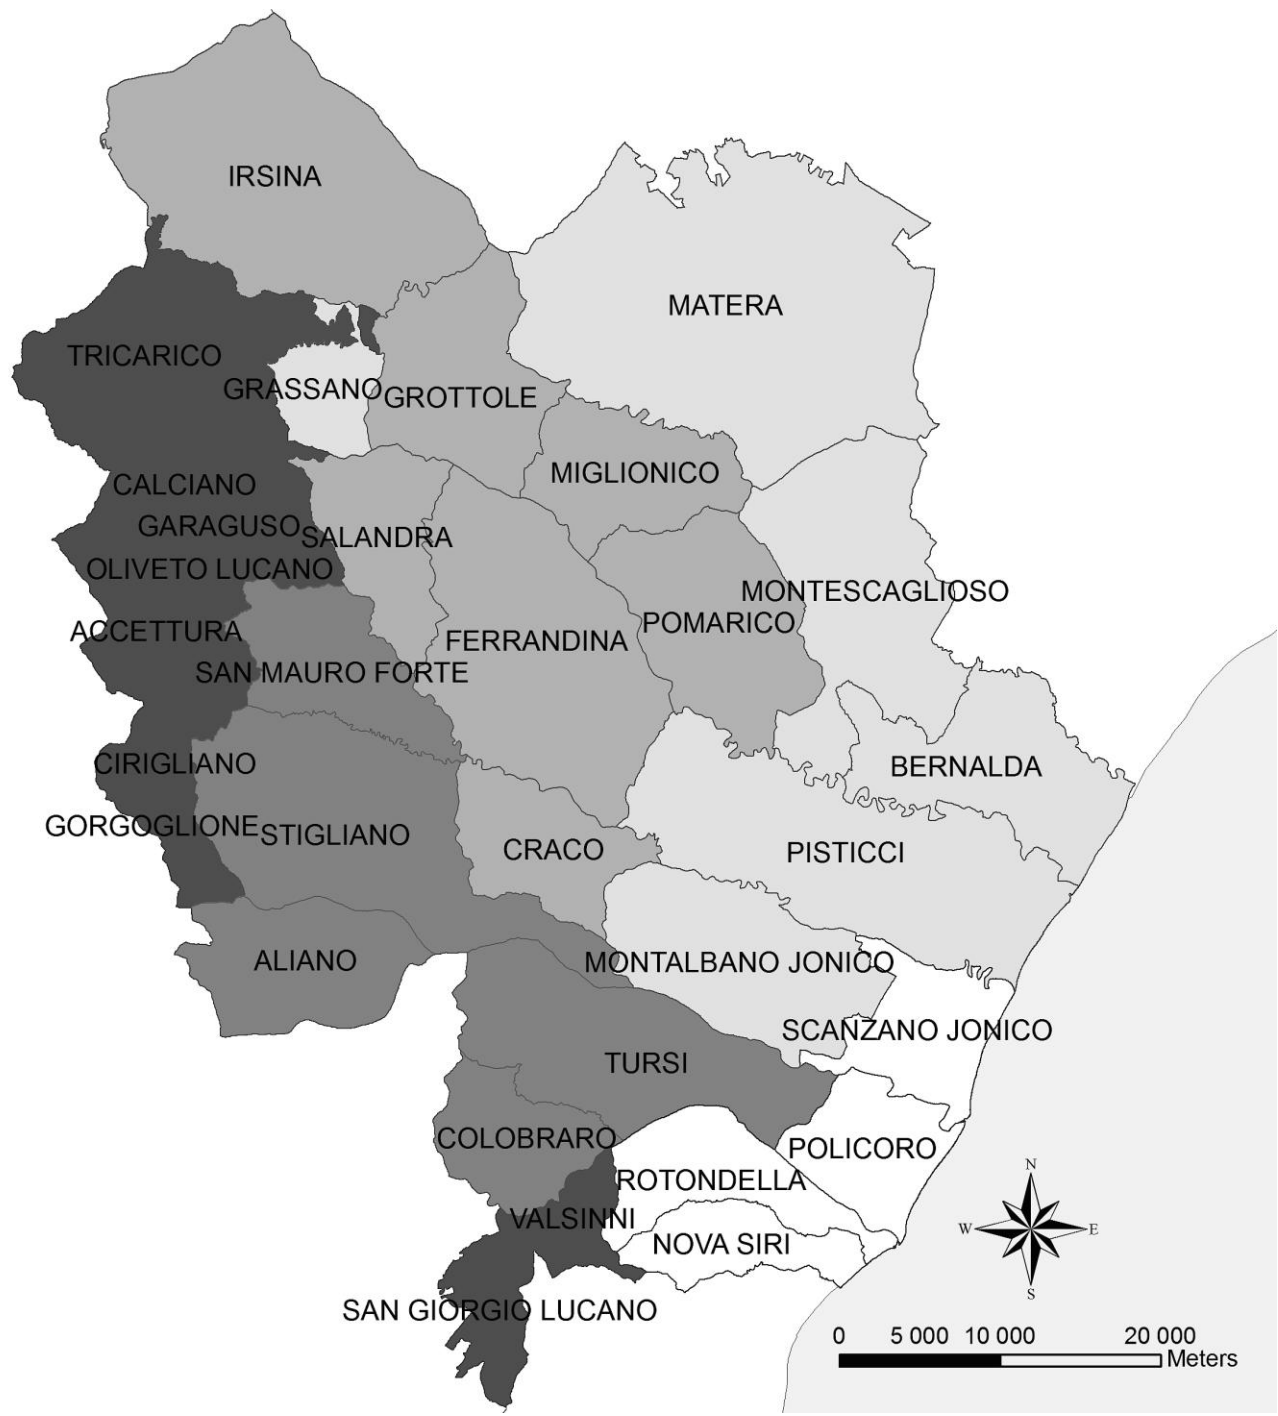 IRSINA
MATERA
TRICARICO
GRASSANO
GROTTOLE
MIGLIONICO
CALCIANO
GARAGUSO
SALANDRA
OLIVETO LUCANO
MONTESCAGLIOSO
POMARICO
ACCETTURA
FERRANDINA
SAN MAURO FORTE
CIRIGLIANO
BERNALDA
GORGOGLIONE
STIGLIANO
CRACO
PISTICCI
ALIANO
MONTALBANO JONICO
SCANZANO JONICO
TURSI
COLOBRARO
POLICORO
ROTONDELLA
VALSINNI
NOVA SIRI
SAN GIORGIO LUCANO
N
W E
S
0 5 000 10 000 20 000
Meters